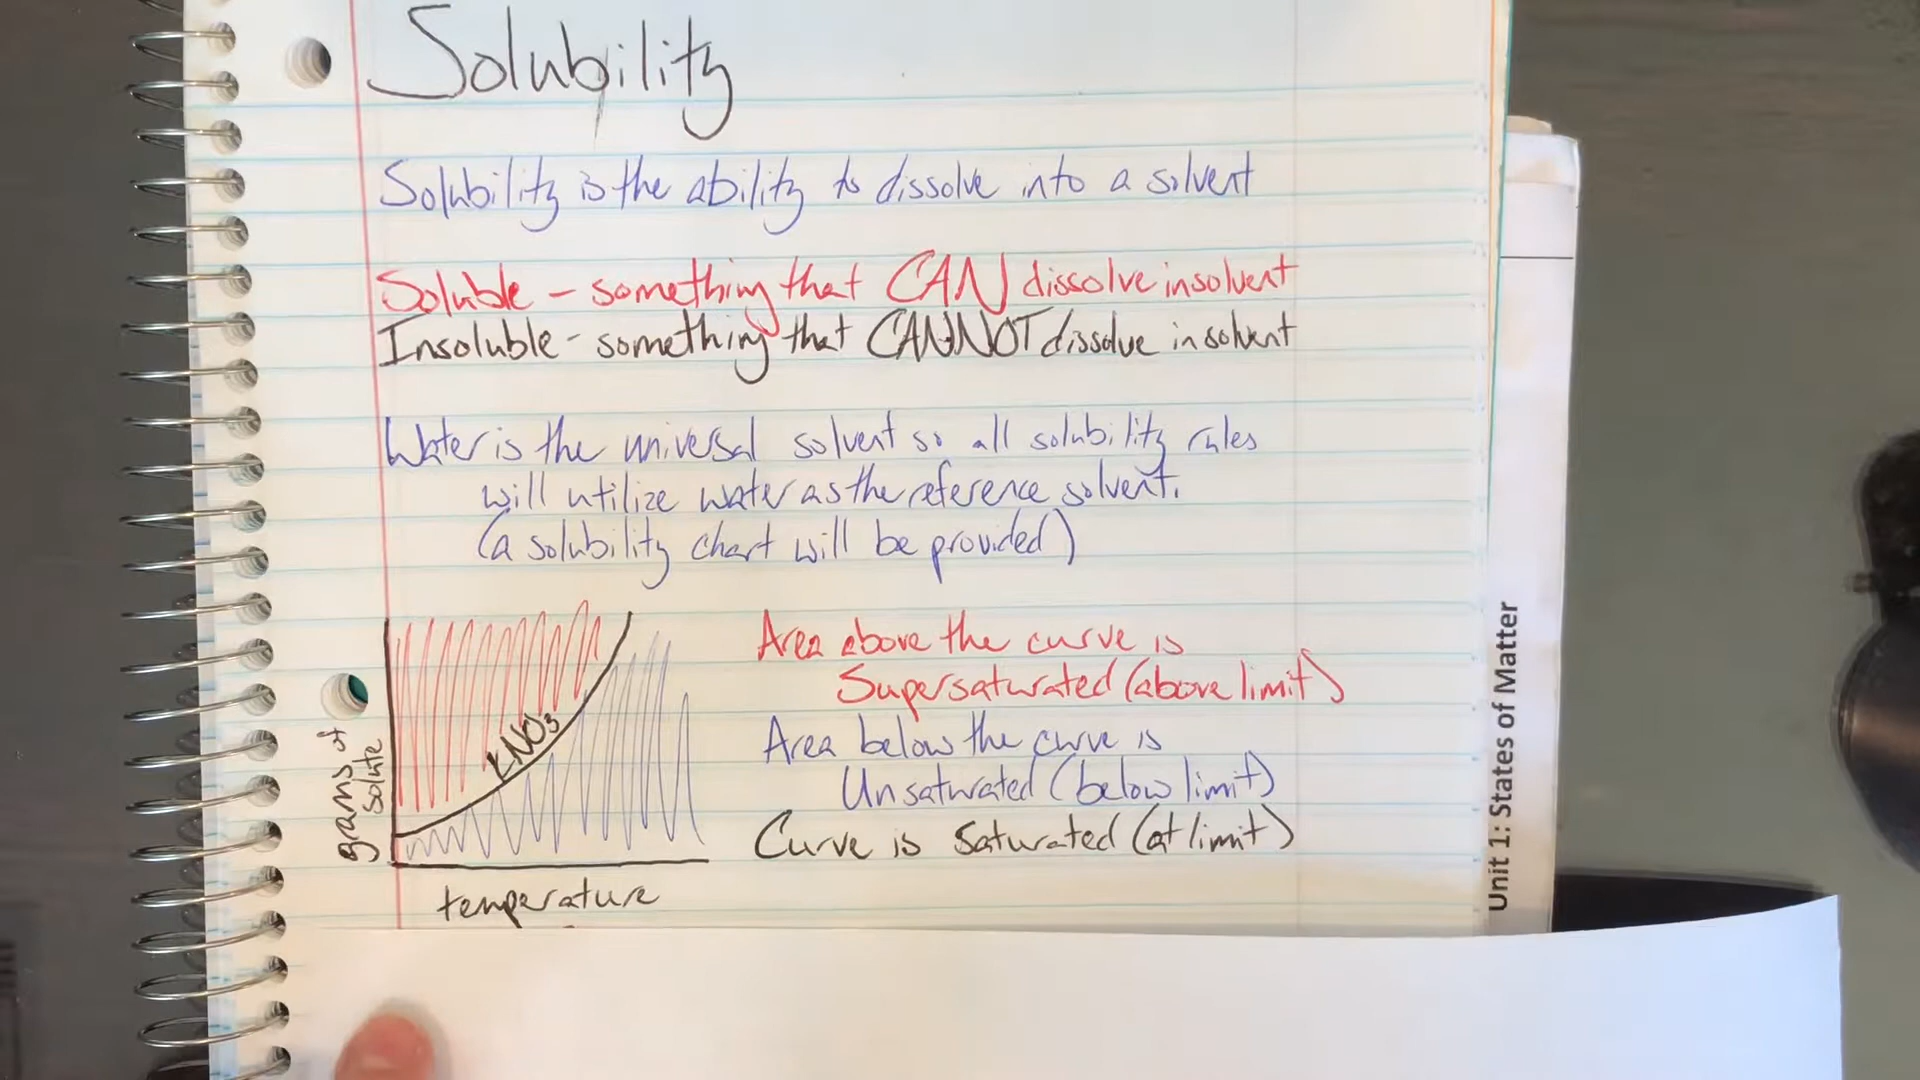 Solubility
Solubility is the ability to dissolve into a solvent
Soluble - something that CAN dissolve in solvent
Insoluble - something that CANNOT dissolve in solvent
Water is the universal solvent so all solubility rules
will utilize water as the reference solvent.
(a solubility chart will be provided)
grams of
solute
KNO3
temperature
Area above the curve is
Supersaturated (above limit)
Area below the curve is
Unsaturated (below limit)
Curve is Saturated (at limit)
Unit 1: States of Matter